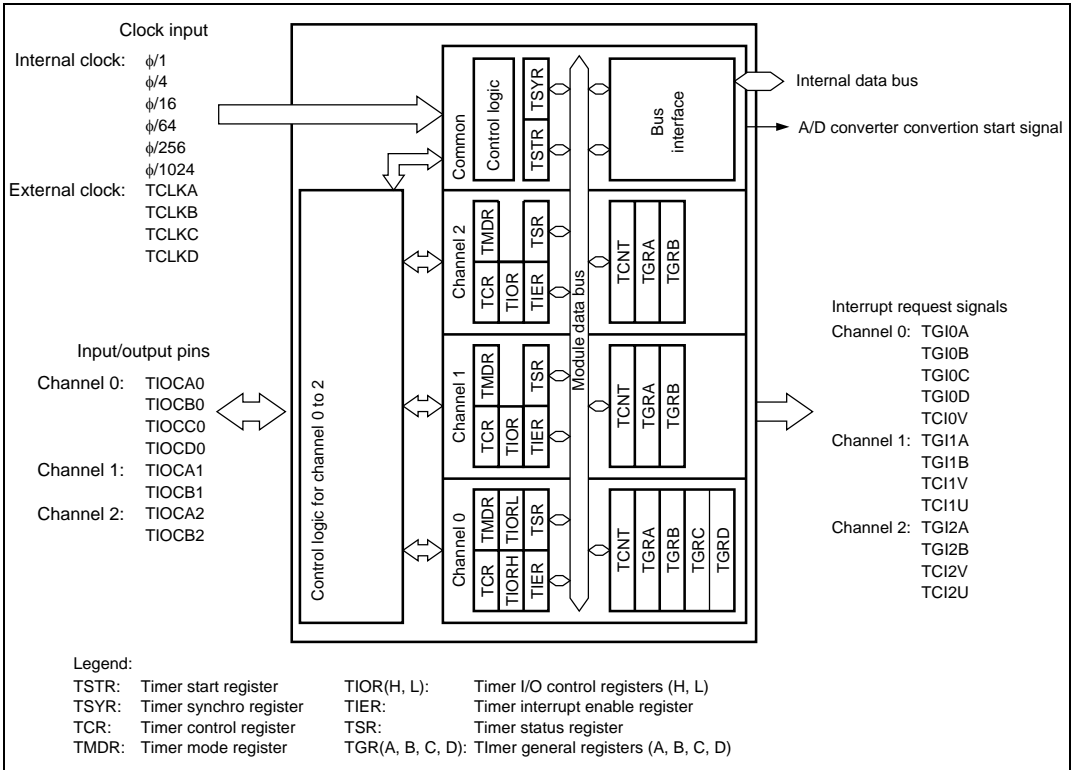 Clock input
Internal clock: ϕ/1
ϕ/4
ϕ/16
ϕ/64
ϕ/256
ϕ/1024
External clock: TCLKA
TCLKB
TCLKC
TCLKD
Input/output pins
Channel 0: TIOCA0
TIOCB0
TIOCC0
TIOCD0
Channel 1: TIOCA1
TIOCB1
Channel 2: TIOCA2
TIOCB2
Control logic for channel 0 to 2
Common
Control logic
TSTR TSYR
Bus
interface
Channel 2
TCR TMDR
TIOR
TIER TSR
TCNT
TGRA
TGRB
Channel 1
TCR TMDR
TIOR
TIER TSR
TCNT
TGRA
TGRB
Channel 0
TCR TMDR
TIORH TIORL
TIER TSR
TCNT
TGRA
TGRB
TGRC
TGRD
Module data bus
Internal data bus
A/D converter convertion start signal
Interrupt request signals
Channel 0: TGI0A
TGI0B
TGI0C
TGI0D
TCI0V
Channel 1: TGI1A
TGI1B
TCI1V
TCI1U
Channel 2: TGI2A
TGI2B
TCI2V
TCI2U
Legend:
TSTR: Timer start register TIOR(H, L): Timer I/O control registers (H, L)
TSYR: Timer synchro register TIER: Timer interrupt enable register
TCR: Timer control register TSR: Timer status register
TMDR: Timer mode register TGR(A, B, C, D): TImer general registers (A, B, C, D)